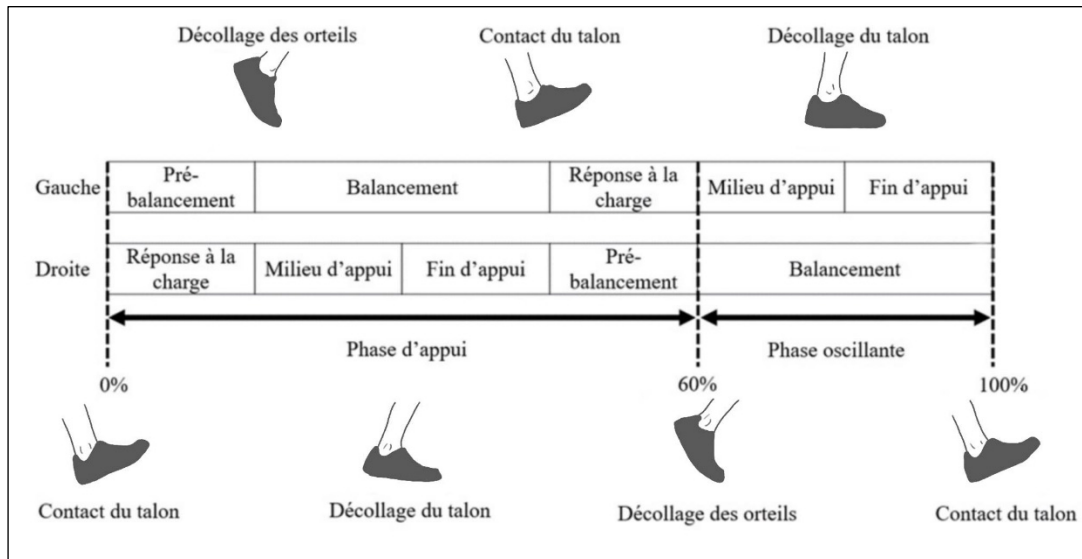 Décollage des orteils
Contact du talon
Décollage du talon
Gauche
Pré-
balancement
Balancement
Réponse à la
charge
Milieu d'appui
Fin d'appui
Droite
Réponse à la
charge
Milieu d'appui
Fin d'appui
Pré-
balancement
Balancement
Phase d'appui
Phase oscillante
0%
60%
100%
Contact du talon
Décollage du talon
Décollage des orteils
Contact du talon